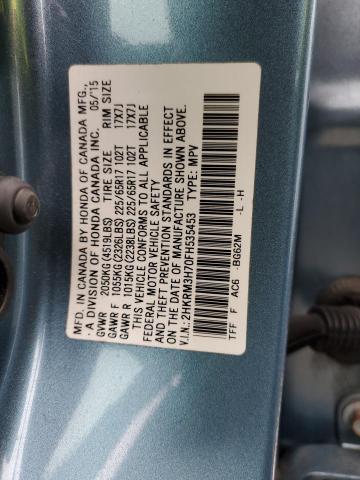 MFD. IN CANADA BY HONDA OF CANADA MFG.,
A DIVISION OF HONDA CANADA INC. 05/'15
GVWR 2050KG(4519LBS) TIRE SIZE RIM SIZE
GAWR F 1055KG(2326LBS) 225/65R17 102T 17X7J
GAWR R 1015KG(2238LBS) 225/65R17 102T 17X7J
THIS VEHICLE CONFORMS TO ALL APPLICABLE
FEDERAL MOTOR VEHICLE SAFETY
AND THEFT PREVENTION STANDARDS IN EFFECT
ON THE DATE OF MANUFACTURE SHOWN ABOVE.
V.I.N.: 2HKRM3H70FH535453 TYPE: MPV
TFF F AC6 BG62M -L -H